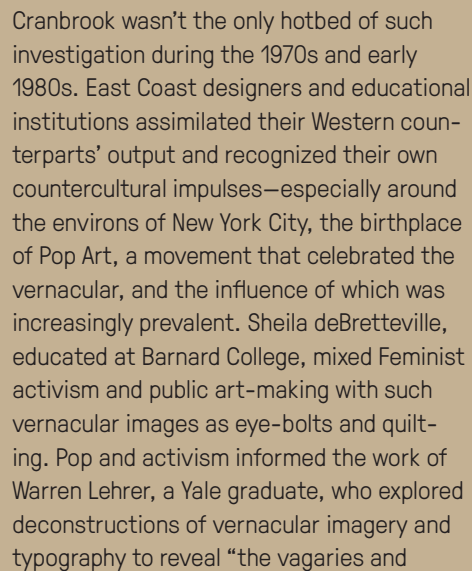 Cranbrook wasn’t the only hotbed of such
investigation during the 1970s and early
1980s. East Coast designers and educational
institutions assimilated their Western coun-
terparts’ output and recognized their own
countercultural impulses—especially around
the environs of New York City, the birthplace
of Pop Art, a movement that celebrated the
vernacular, and the influence of which was
increasingly prevalent. Sheila deBretteville,
educated at Barnard College, mixed Feminist
activism and public art-making with such
vernacular images as eye-bolts and quilt-
ing. Pop and activism informed the work of
Warren Lehrer, a Yale graduate, who explored
deconstructions of vernacular imagery and
typography to reveal “the vagaries and